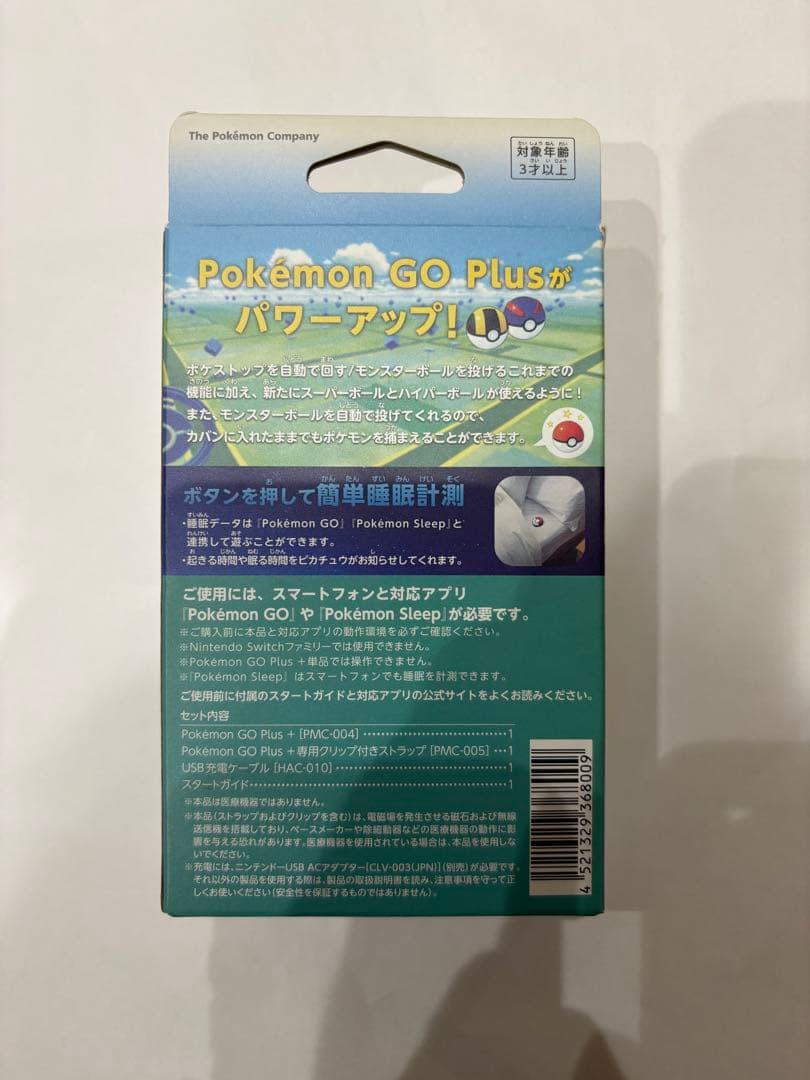 The Pokémon Company
対象年齢
3才以上
Pokémon GO Plusが
パワーアップ!
ポケストップを自動で回す/モンスターボールを投げるこれまでの
機能に加え、新たにスーパーボールとハイパーボールが使えるように!
また、モンスターボールを自動で投げてくれるので、
カバンに入れたままでもポケモンを捕まえることができます。
ボタンを押して簡単睡眠計測
・睡眠データは『Pokémon GO』『Pokémon Sleep』と
連携して遊ぶことができます。
・起きる時間や眠る時間をピカチュウがお知らせしてくれます。
ご使用には、スマートフォンと対応アプリ
『Pokémon GO』や『Pokémon Sleep』が必要です。
※ご購入前に本品と対応アプリの動作環境を必ずご確認ください。
※Nintendo Switchファミリーでは使用できません。
※Pokémon GO Plus +単品では操作できません。
※『Pokémon Sleep』はスマートフォンでも睡眠を計測できます。
ご使用前に付属のスタートガイドと対応アプリの公式サイトをよくお読みください。
セット内容
Pokémon GO Plus + [PMC-004] ・・・・・・・・・・・・・・・・・・・・・・・・・・・・・・1
Pokémon GO Plus +専用クリップ付きストラップ [PMC-005] ・・・1
USB充電ケーブル [HAC-010] ・・・・・・・・・・・・・・・・・・・・・・・・・・・・・・1
スタートガイド・・・・・・・・・・・・・・・・・・・・・・・・・・・・・・・・・・・・・・・・・1
※本品は医療機器ではありません。
※本品(ストラップおよびクリップを含む)は、電磁場を発生させる磁石および無線
送信機を搭載しており、ペースメーカーや除細動器などの医療機器の動作に影
響を与える恐れがあります。医療機器を使用されている場合は、本品を使用しな
いでください。
※充電には、ニンテンドーUSB ACアダプター[CLV-003(JPN)](別売)が必要です。
それ以外の製品を使用する際は、製品の取扱説明書を読み、注意事項を守って正
しくお使いください(安全性を保証するものではありません)。
4 521329 368009